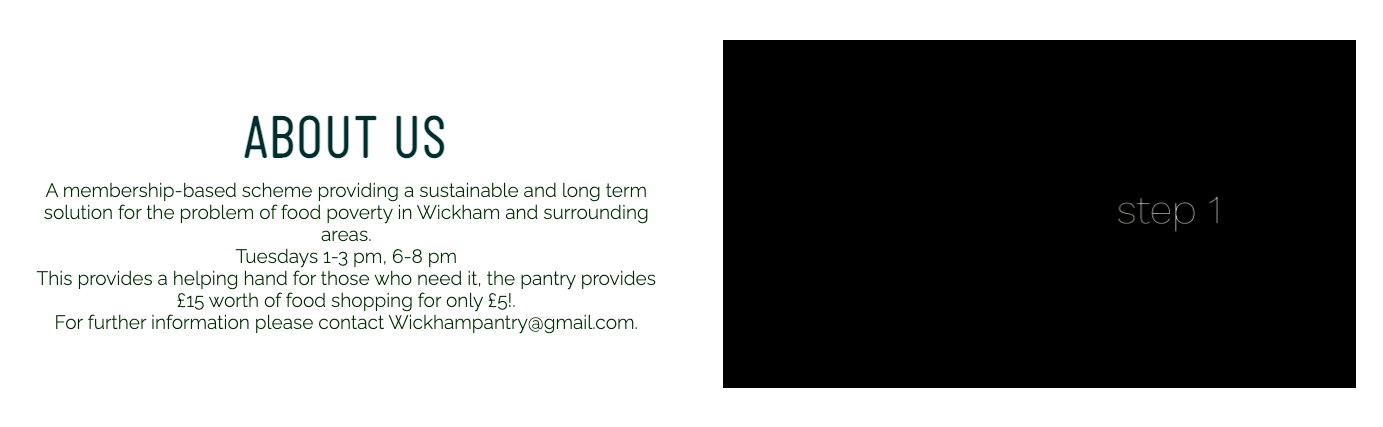 ABOUT US
A membership-based scheme providing a sustainable and long term
solution for the problem of food poverty in Wickham and surrounding
areas.
Tuesdays 1-3 pm, 6-8 pm
This provides a helping hand for those who need it, the pantry provides
£15 worth of food shopping for only £5!.
For further information please contact Wickhampantry@gmail.com.
step 1